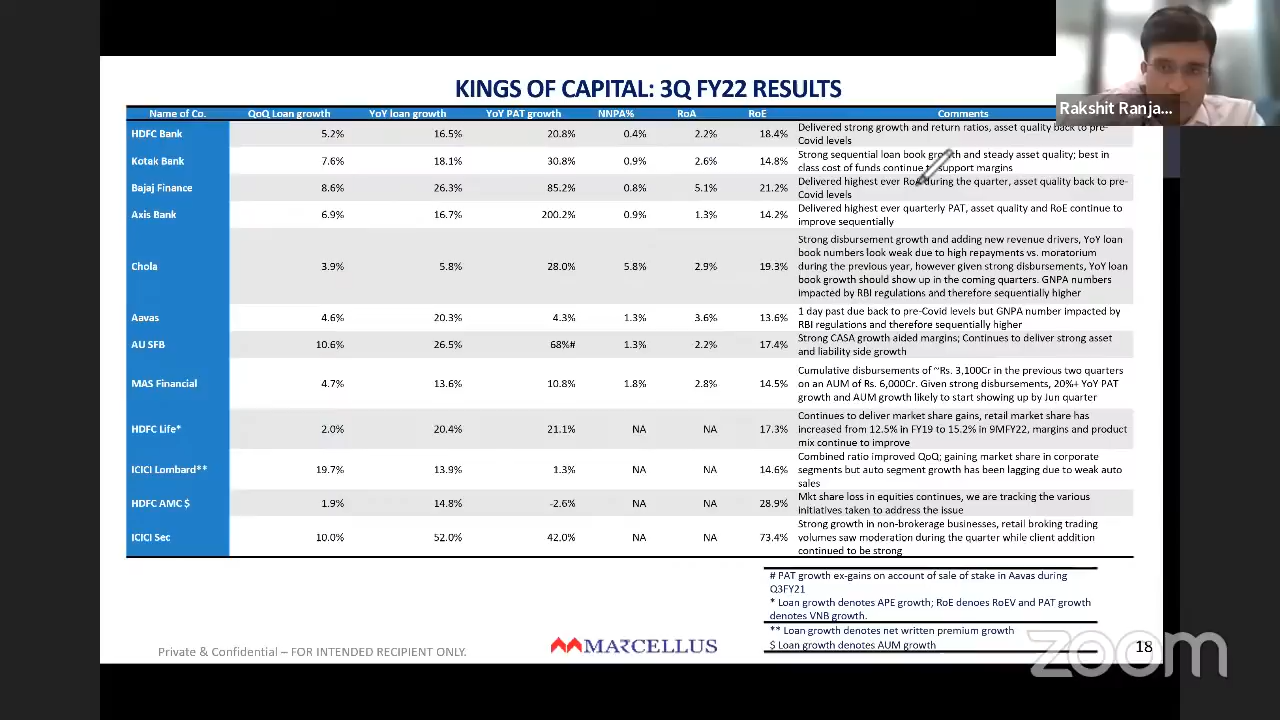 Rakshit Ranja...
KINGS OF CAPITAL: 3Q FY22 RESULTS
Name of Co. QoQ Loan growth YoY loan growth YoY PAT growth NNPA% RoA RoE Comments
HDFC Bank 5.2% 16.5% 20.8% 0.4% 2.2% 18.4% Delivered strong growth and return ratios, asset quality back to pre-
Covid levels
Kotak Bank 7.6% 18.1% 30.8% 0.9% 2.6% 14.8% Strong sequential loan book growth and steady asset quality; best in
class cost of funds continue to support margins
Bajaj Finance 8.6% 26.3% 85.2% 0.8% 5.1% 21.2% Delivered highest ever RoA during the quarter, asset quality back to pre-
Covid levels
Axis Bank 6.9% 16.7% 200.2% 0.9% 1.3% 14.2% Delivered highest ever quarterly PAT, asset quality and RoE continue to
improve sequentially
Chola 3.9% 5.8% 28.0% 5.8% 2.9% 19.3% Strong disbursement growth and adding new revenue drivers, YoY loan
book numbers look weak due to high repayments vs. moratorium
during the previous year, however given strong disbursements, YoY loan
book growth should show up in the coming quarters. GNPA numbers
impacted by RBI regulations and therefore sequentially higher
Aavas 4.6% 20.3% 4.3% 1.3% 3.6% 13.6% 1 day past due back to pre-Covid levels but GNPA number impacted by
RBI regulations and therefore sequentially higher
AU SFB 10.6% 26.5% 68%# 1.3% 2.2% 17.4% Strong CASA growth aided margins; Continues to deliver strong asset
and liability side growth
MAS Financial 4.7% 13.6% 10.8% 1.8% 2.8% 14.5% Cumulative disbursements of ~Rs. 3,100Cr in the previous two quarters
on an AUM of Rs. 6,000Cr. Given strong disbursements, 20%+ YoY PAT
growth and AUM growth likely to start showing up by Jun quarter
HDFC Life* 2.0% 20.4% 21.1% NA NA 17.3% Continues to deliver market share gains, retail market share has
increased from 12.5% in FY19 to 15.2% in 9MFY22, margins and product
mix continue to improve
ICICI Lombard** 19.7% 13.9% 1.3% NA NA 14.6% Combined ratio improved QoQ; gaining market share in corporate
segments but auto segment growth has been lagging due to weak auto
sales
HDFC AMC $ 1.9% 14.8% -2.6% NA NA 28.9% Mkt share loss in equities continues, we are tracking the various
initiatives taken to address the issue
ICICI Sec 10.0% 52.0% 42.0% NA NA 73.4% Strong growth in non-brokerage businesses, retail broking trading
volumes saw moderation during the quarter while client addition
continued to be strong
# PAT growth ex-gains on account of sale of stake in Aavas during
Q3FY21
* Loan growth denotes APE growth; RoE denoes RoEV and PAT growth
denotes VNB growth.
** Loan growth denotes net written premium growth
$ Loan growth denotes AUM growth
Private & Confidential – FOR INTENDED RECIPIENT ONLY.
MARCELLUS
18
zoom